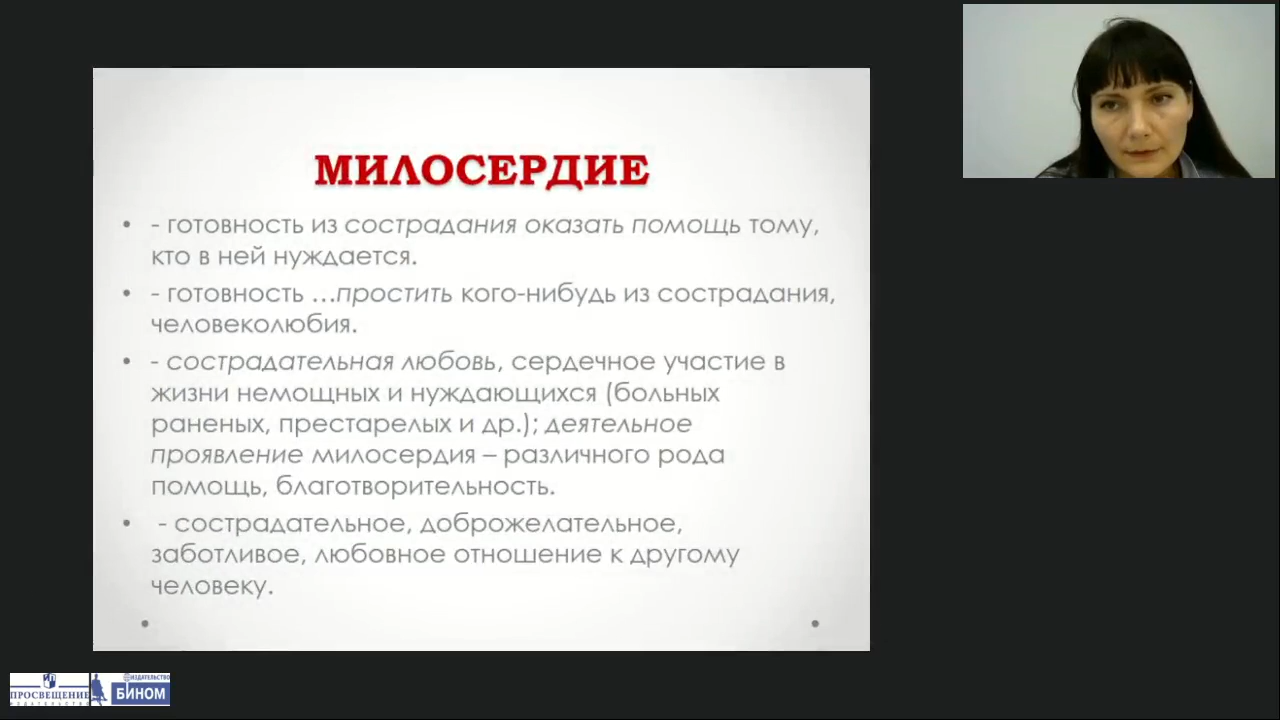 МИЛОСЕРДИЕ
• - готовность из сострадания оказать помощь тому,
кто в ней нуждается.
• - готовность …простить кого-нибудь из сострадания,
человеколюбия.
• - сострадательная любовь, сердечное участие в
жизни немощных и нуждающихся (больных
раненых, престарелых и др.); деятельное
проявление милосердия – различного рода
помощь, благотворительность.
• - сострадательное, доброжелательное,
заботливое, любовное отношение к другому
человеку.
ПРОСВЕЩЕНИЕ
ИЗДАТЕЛЬСТВО
ИЗДАТЕЛЬСТВО
БИНОМ